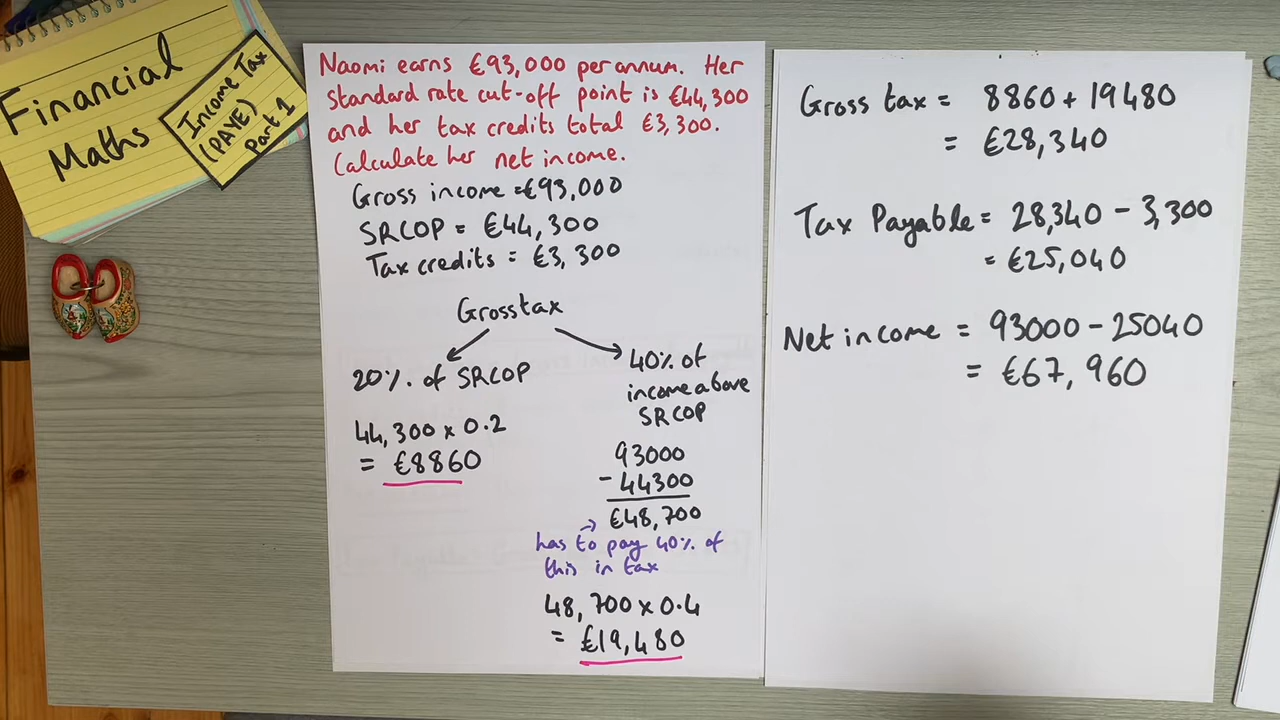 Financial
Maths
Income Tax
(PAYE)
Part 1
Naomi earns €93,000 per annum. Her
standard rate cut-off point is €44,300
and her tax credits total €3,300.
Calculate her net income.
Gross income = €93,000
SRCOP = €44,300
Tax credits = €3,300
Gross tax
20% of SRCOP
44,300 x 0.2
= €8860
40% of
income above
SRCOP
93000
- 44300
€48,700
has to pay 40% of
this in tax
48,700 x 0.4
= €19,480
Gross tax = 8860 + 19480
= €28,340
Tax Payable = 28,340 - 3,300
= €25,040
Net income = 93000 - 25040
= €67,960